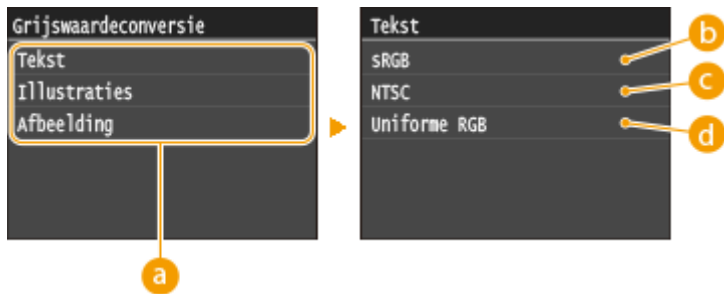 Grijswaardeconversie
Tekst
Illustraties
Afbeelding
a
Tekst
sRGB
NTSC
Uniforme RGB
b
c
d